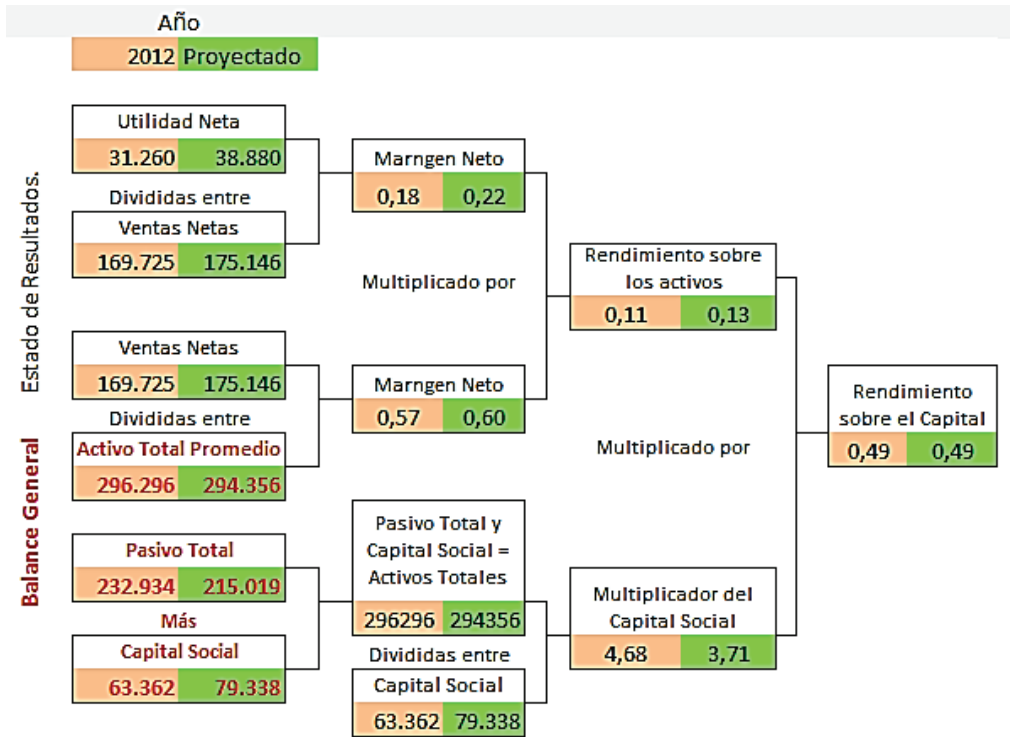 Año
2012 Proyectado
Estado de Resultados.
Utilidad Neta
31.260 38.880
Divididas entre
Ventas Netas
169.725 175.146
Marngen Neto
0,18 0,22
Multiplicado por
Ventas Netas
169.725 175.146
Divididas entre
Activo Total Promedio
296.296 294.356
Marngen Neto
0,57 0,60
Rendimiento sobre
los activos
0,11 0,13
Multiplicado por
Balance General
Pasivo Total
232.934 215.019
Más
Capital Social
63.362 79.338
Pasivo Total y
Capital Social =
Activos Totales
296296 294356
Divididas entre
Capital Social
63.362 79.338
Multiplicador del
Capital Social
4,68 3,71
Rendimiento
sobre el Capital
0,49 0,49